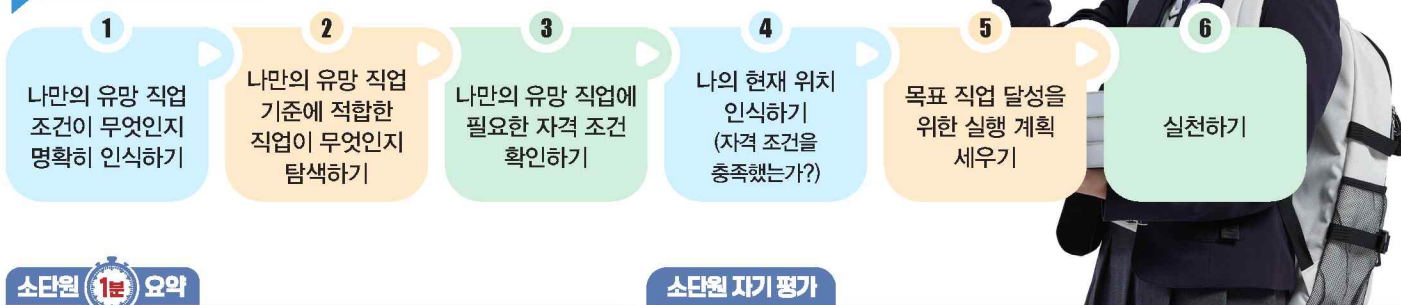 1
나만의 유망 직업
조건이 무엇인지
명확히 인식하기
2
나만의 유망 직업
기준에 적합한
직업이 무엇인지
탐색하기
3
나만의 유망 직업에
필요한 자격 조건
확인하기
4
나의 현재 위치
인식하기
(자격 조건을
충족했는가?)
5
목표 직업 달성을
위한 실행 계획
세우기
6
실천하기
소단원 1분 요약
소단원 자기 평가